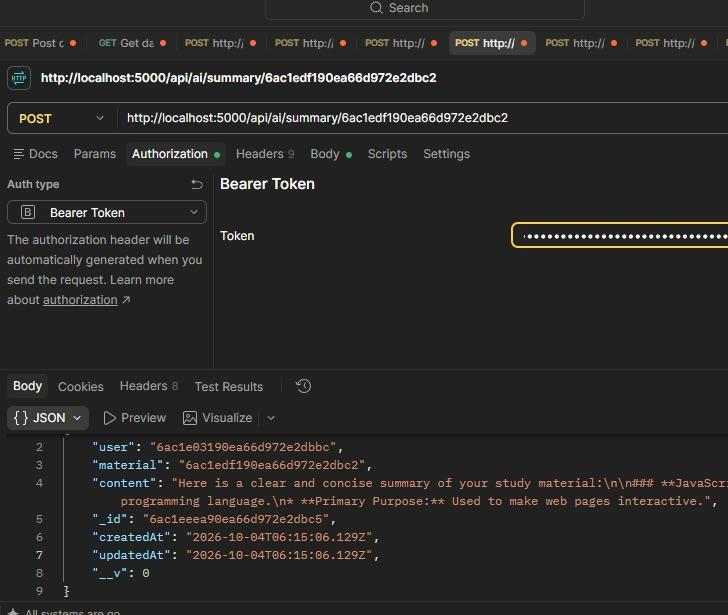 Search
POST Post c GET Get da POST http:// POST http:// POST http:// POST http:// POST http:// POST http://
HTTP http://localhost:5000/api/ai/summary/6ac1edf190ea66d972e2dbc2
POST http://localhost:5000/api/ai/summary/6ac1edf190ea66d972e2dbc2
Docs Params Authorization Headers 9 Body Scripts Settings
Auth type
B Bearer Token
The authorization header will be
automatically generated when you
send the request. Learn more
about authorization ↗
Bearer Token
Token
Body Cookies Headers 8 Test Results
{} JSON Preview Visualize
2 "user": "6ac1e03190ea66d972e2dbbc",
3 "material": "6ac1edf190ea66d972e2dbc2",
4 "content": "Here is a clear and concise summary of your study material:\n\n### **JavaScri
programming language.\n* **Primary Purpose:** Used to make web pages interactive.",
5 "_id": "6ac1eeea90ea66d972e2dbc5",
6 "createdAt": "2026-10-04T06:15:06.129Z",
7 "updatedAt": "2026-10-04T06:15:06.129Z",
8 "__v": 0
9 }
All systems are go